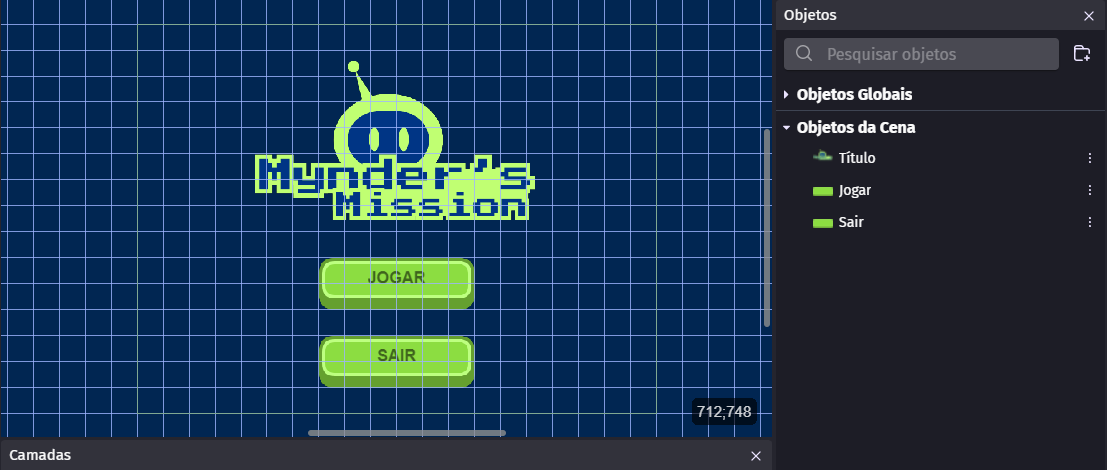 Mynder's
Mission
JOGAR
SAIR
712;748
Camadas
Objetos
Pesquisar objetos
Objetos Globais
Objetos da Cena
Título
Jogar
Sair